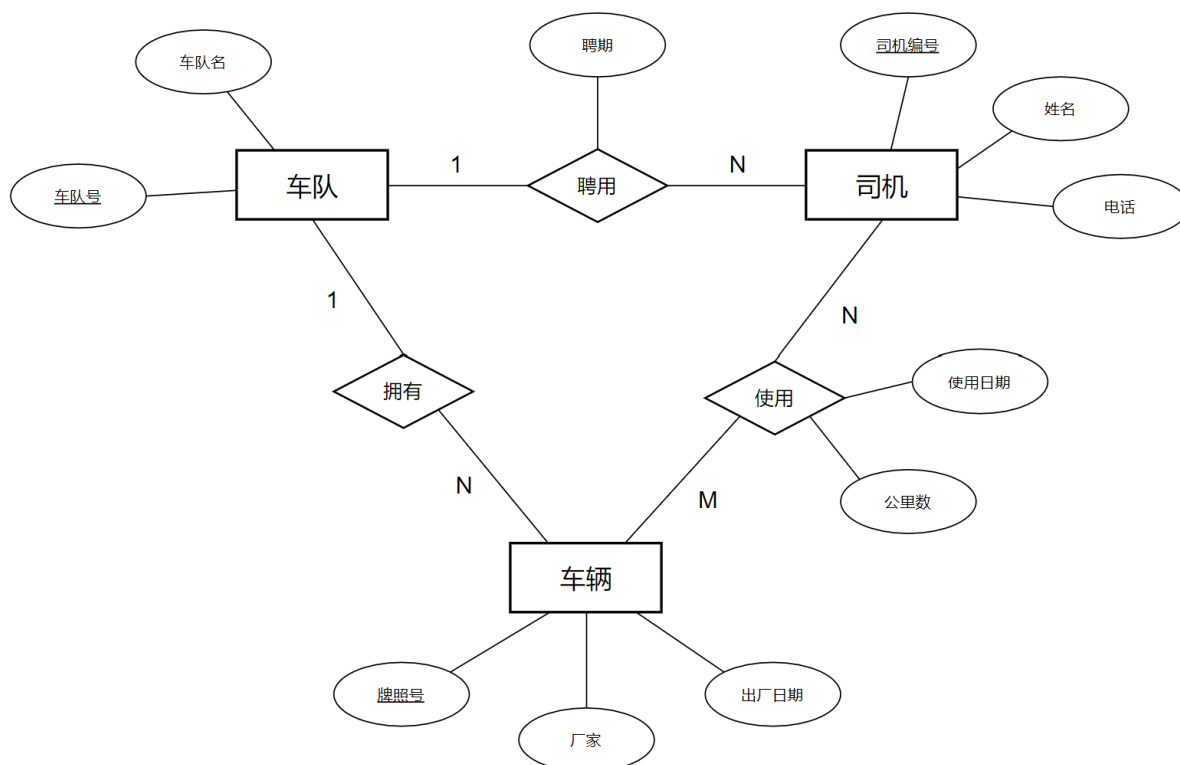 聘期
司机编号
车队名
姓名
车队
1
聘用
N
司机
车队号
电话
1
N
拥有
使用
使用日期
N
M
公里数
车辆
牌照号
出厂日期
厂家